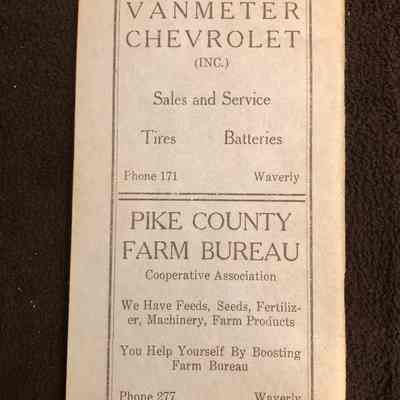 VANMETER
CHEVROLET
(INC.)
Sales and Service
Tires Batteries
Phone 171 Waverly
PIKE COUNTY
FARM BUREAU
Cooperative Association
We Have Feeds, Seeds, Fertiliz-
er, Machinery, Farm Products
You Help Yourself By Boosting
Farm Bureau
Phone 277 Waverly